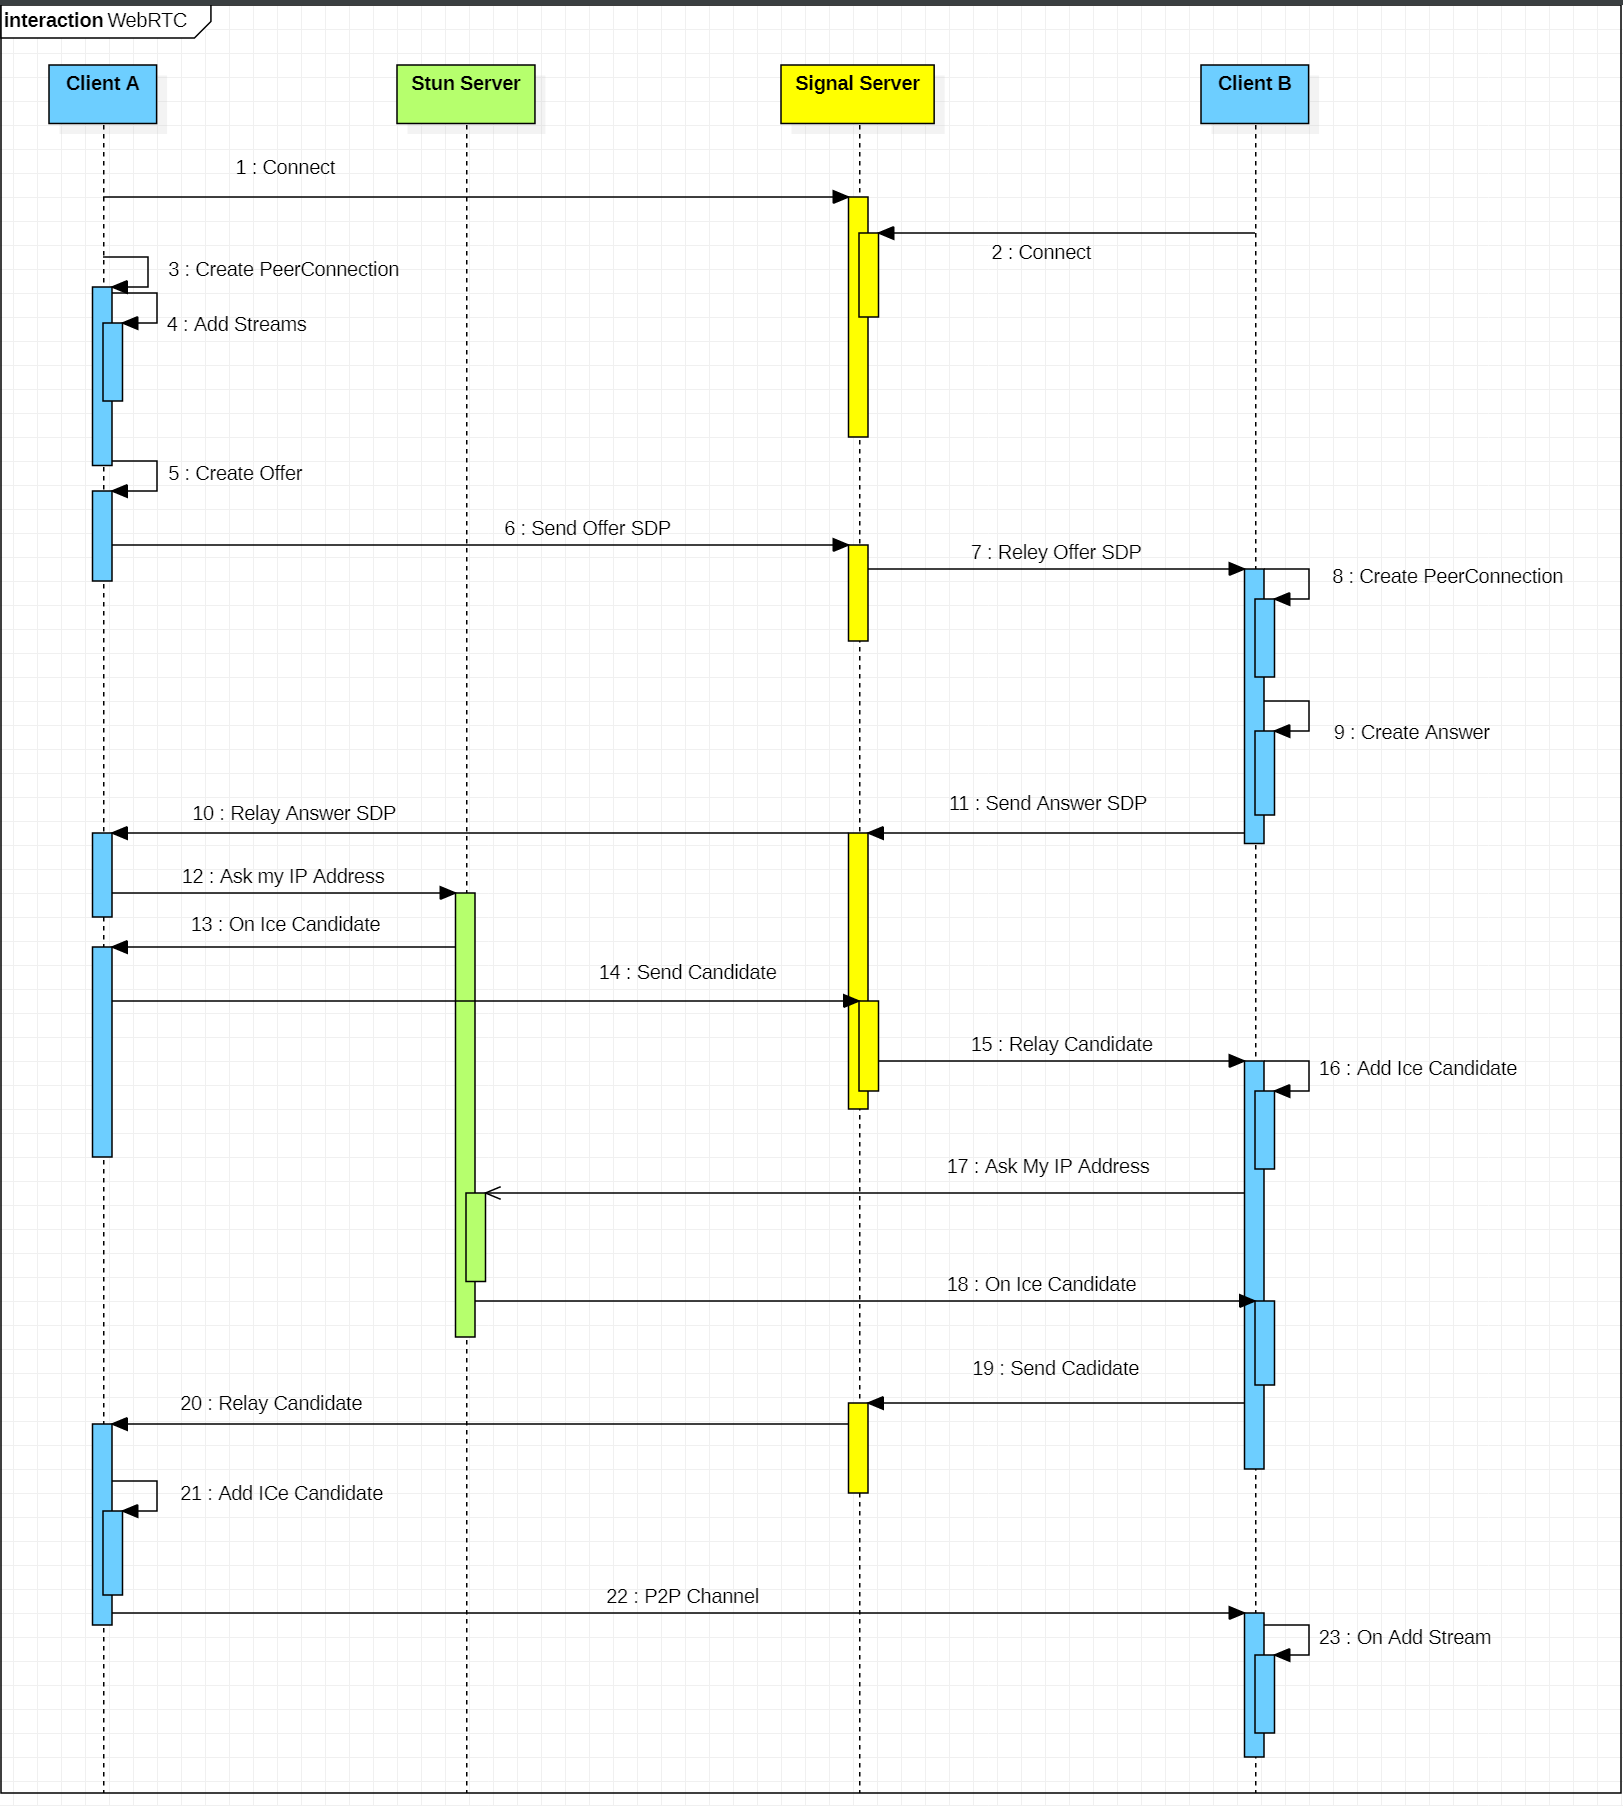 interaction WebRTC
Client A
Stun Server
Signal Server
Client B
1 : Connect
2 : Connect
3 : Create PeerConnection
4 : Add Streams
5 : Create Offer
6 : Send Offer SDP
7 : Reley Offer SDP
8 : Create PeerConnection
9 : Create Answer
10 : Relay Answer SDP
11 : Send Answer SDP
12 : Ask my IP Address
13 : On Ice Candidate
14 : Send Candidate
15 : Relay Candidate
16 : Add Ice Candidate
17 : Ask My IP Address
18 : On Ice Candidate
19 : Send Cadidate
20 : Relay Candidate
21 : Add ICe Candidate
22 : P2P Channel
23 : On Add Stream